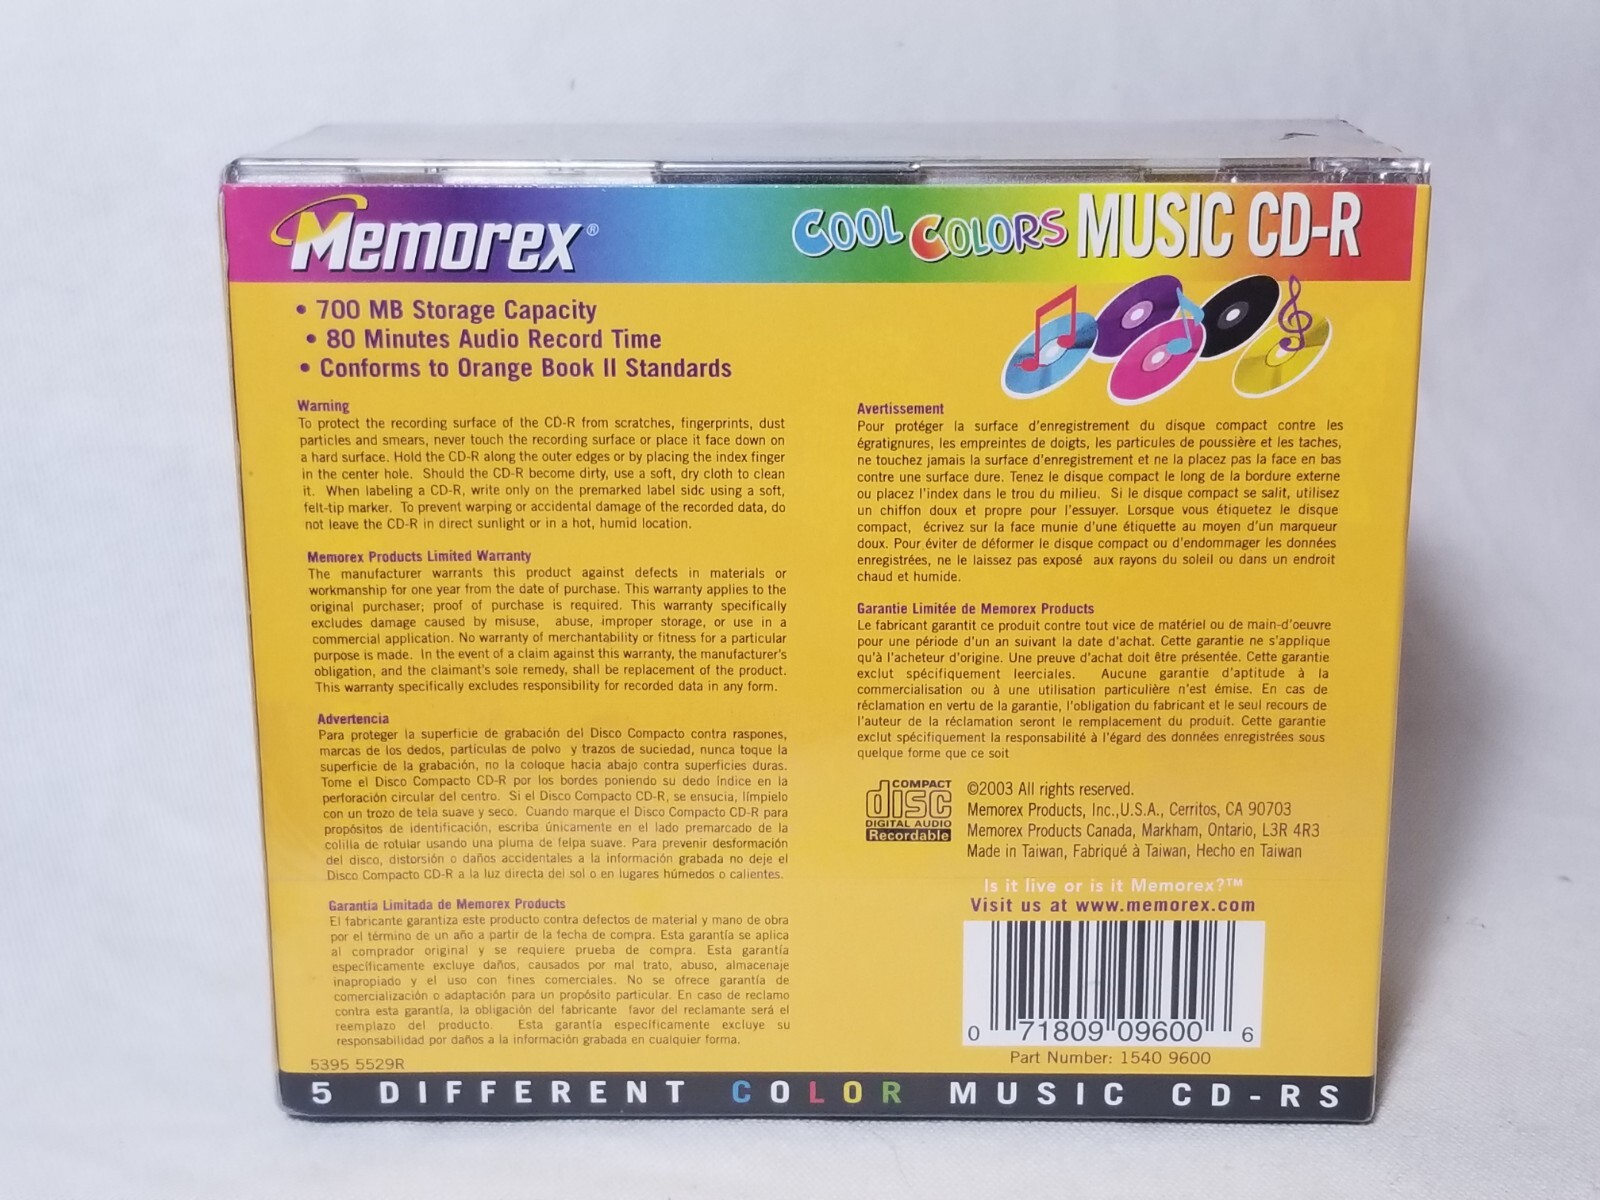 Memorex®
COOL COLORS MUSIC CD-R
• 700 MB Storage Capacity
• 80 Minutes Audio Record Time
• Conforms to Orange Book II Standards
Warning
To protect the recording surface of the CD-R from scratches, fingerprints, dust
particles and smears, never touch the recording surface or place it face down on
a hard surface. Hold the CD-R along the outer edges or by placing the index finger
in the center hole. Should the CD-R become dirty, use a soft, dry cloth to clean
it. When labeling a CD-R, write only on the premarked label side using a soft,
felt-tip marker. To prevent warping or accidental damage of the recorded data, do
not leave the CD-R in direct sunlight or in a hot, humid location.
Memorex Products Limited Warranty
The manufacturer warrants this product against defects in materials or
workmanship for one year from the date of purchase. This warranty applies to the
original purchaser; proof of purchase is required. This warranty specifically
excludes damage caused by misuse, abuse, improper storage, or use in a
commercial application. No warranty of merchantability or fitness for a particular
purpose is made. In the event of a claim against this warranty, the manufacturer's
obligation, and the claimant's sole remedy, shall be replacement of the product.
This warranty specifically excludes responsibility for recorded data in any form.
Advertencia
Para proteger la superficie de grabación del Disco Compacto contra raspones,
marcas de los dedos, partículas de polvo y trazos de suciedad, nunca toque la
superficie de la grabación, no la coloque hacia abajo contra superficies duras.
Tome el Disco Compacto CD-R por los bordes poniendo su dedo índice en la
perforación circular del centro. Si el Disco Compacto CD-R, se ensucia, límpielo
con un trozo de tela suave y seco. Cuando marque el Disco Compacto CD-R para
propósitos de identificación, escriba únicamente en el lado premarcado de la
colilla de rotular usando una pluma de felpa suave. Para prevenir desformación
del disco, distorsión o daños accidentales a la información grabada no deje el
Disco Compacto CD-R a la luz directa del sol o en lugares húmedos o calientes.
Garantía Limitada de Memorex Products
El fabricante garantiza este producto contra defectos de material y mano de obra
por el término de un año a partir de la fecha de compra. Esta garantía se aplica
al comprador original y se requiere prueba de compra. Esta garantía
específicamente excluye daños, causados por mal trato, abuso, almacenaje
inapropiado y el uso con fines comerciales. No se ofrece garantía de
comercialización o adaptación para un propósito particular. En caso de reclamo
contra esta garantía, la obligación del fabricante favor del reclamante será el
reemplazo del producto. Esta garantía específicamente excluye su
responsabilidad por daños a la información grabada en cualquier forma.
5395 5529R
Avertissement
Pour protéger la surface d'enregistrement du disque compact contre les
égratignures, les empreintes de doigts, les particules de poussière et les taches,
ne touchez jamais la surface d'enregistrement et ne la placez pas la face en bas
contre une surface dure. Tenez le disque compact le long de la bordure externe
ou placez l'index dans le trou du milieu. Si le disque compact se salit, utilisez
un chiffon doux et propre pour l'essuyer. Lorsque vous étiquetez le disque
compact, écrivez sur la face munie d'une étiquette au moyen d'un marqueur
doux. Pour éviter de déformer le disque compact ou d'endommager les données
enregistrées, ne le laissez pas exposé aux rayons du soleil ou dans un endroit
chaud et humide.
Garantie Limitée de Memorex Products
Le fabricant garantit ce produit contre tout vice de matériel ou de main-d'oeuvre
pour une période d'un an suivant la date d'achat. Cette garantie ne s'applique
qu'à l'acheteur d'origine. Une preuve d'achat doit être présentée. Cette garantie
exclut spécifiquement leerciales. Aucune garantie d'aptitude à la
commercialisation ou à une utilisation particulière n'est émise. En cas de
réclamation en vertu de la garantie, l'obligation du fabricant et le seul recours de
l'auteur de la réclamation seront le remplacement du produit. Cette garantie
exclut spécifiquement la responsabilité à l'égard des données enregistrées sous
quelque forme que ce soit
COMPACT
disc
DIGITAL AUDIO
Recordable
©2003 All rights reserved.
Memorex Products, Inc.,U.S.A., Cerritos, CA 90703
Memorex Products Canada, Markham, Ontario, L3R 4R3
Made in Taiwan, Fabriqué à Taiwan, Hecho en Taiwan
Is it live or is it Memorex?™
Visit us at www.memorex.com
0 71809 09600 6
Part Number: 1540 9600
5 DIFFERENT COLOR MUSIC CD-RS